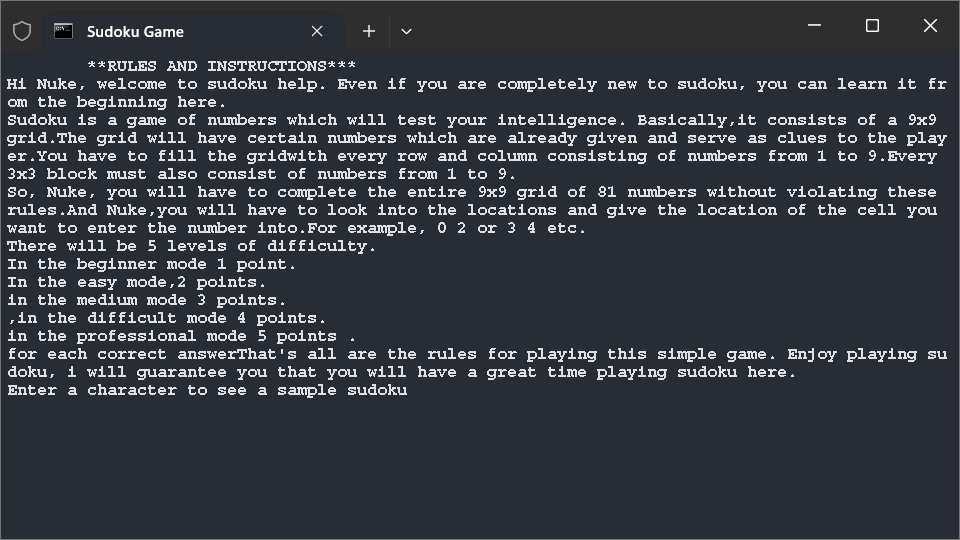 Sudoku Game
**RULES AND INSTRUCTIONS***
Hi Nuke, welcome to sudoku help. Even if you are completely new to sudoku, you can learn it fr
om the beginning here.
Sudoku is a game of numbers which will test your intelligence. Basically,it consists of a 9x9
grid.The grid will have certain numbers which are already given and serve as clues to the play
er.You have to fill the gridwith every row and column consisting of numbers from 1 to 9.Every
3x3 block must also consist of numbers from 1 to 9.
So, Nuke, you will have to complete the entire 9x9 grid of 81 numbers without violating these
rules.And Nuke,you will have to look into the locations and give the location of the cell you
want to enter the number into.For example, 0 2 or 3 4 etc.
There will be 5 levels of difficulty.
In the beginner mode 1 point.
In the easy mode,2 points.
in the medium mode 3 points.
,in the difficult mode 4 points.
in the professional mode 5 points .
for each correct answerThat's all are the rules for playing this simple game. Enjoy playing su
doku, i will guarantee you that you will have a great time playing sudoku here.
Enter a character to see a sample sudoku